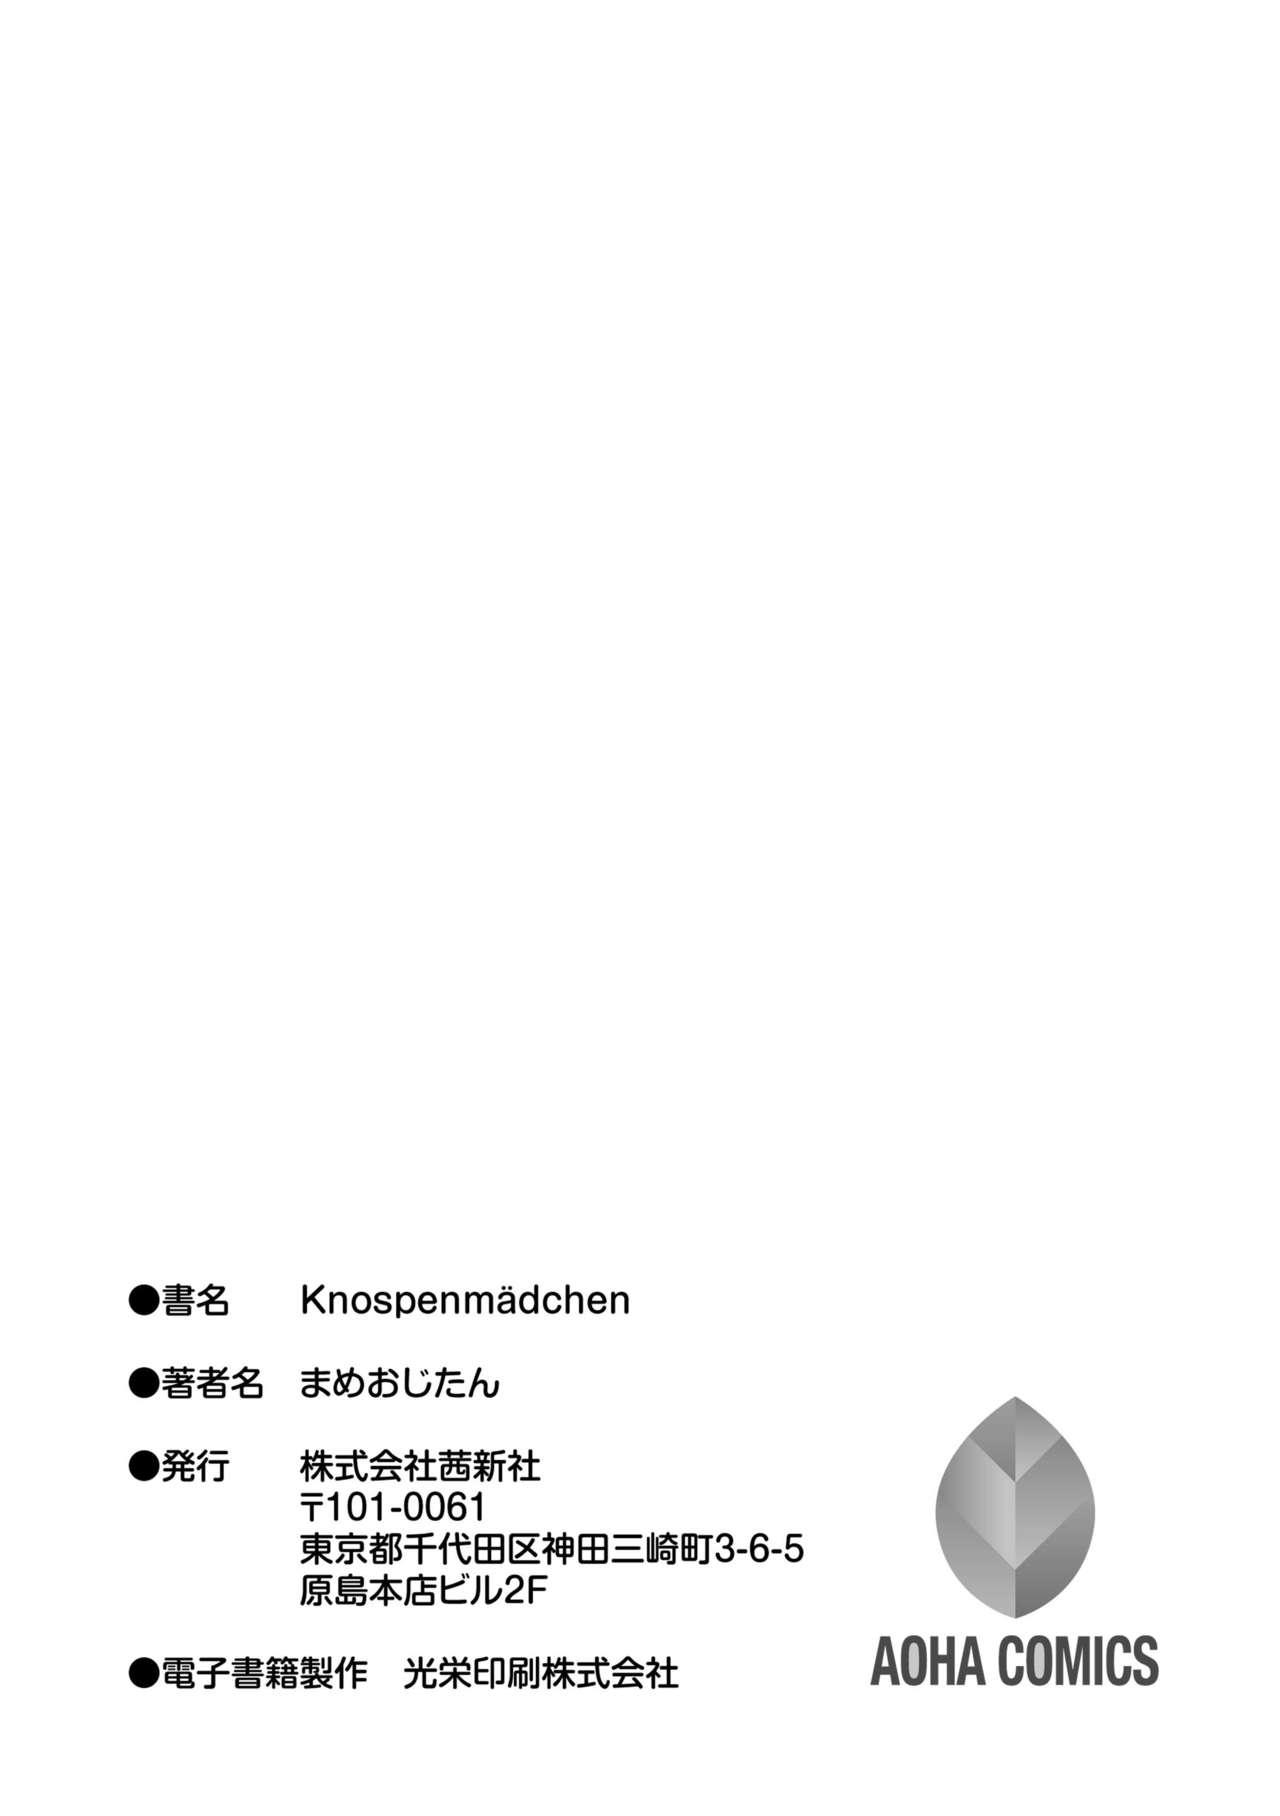 ●書名 Knospenmädchen
●著者名 まめおじたん
●発行 株式会社茜新社
〒101-0061
東京都千代田区神田三崎町3-6-5
原島本店ビル2F
●電子書籍製作 光栄印刷株式会社
AOHA COMICS